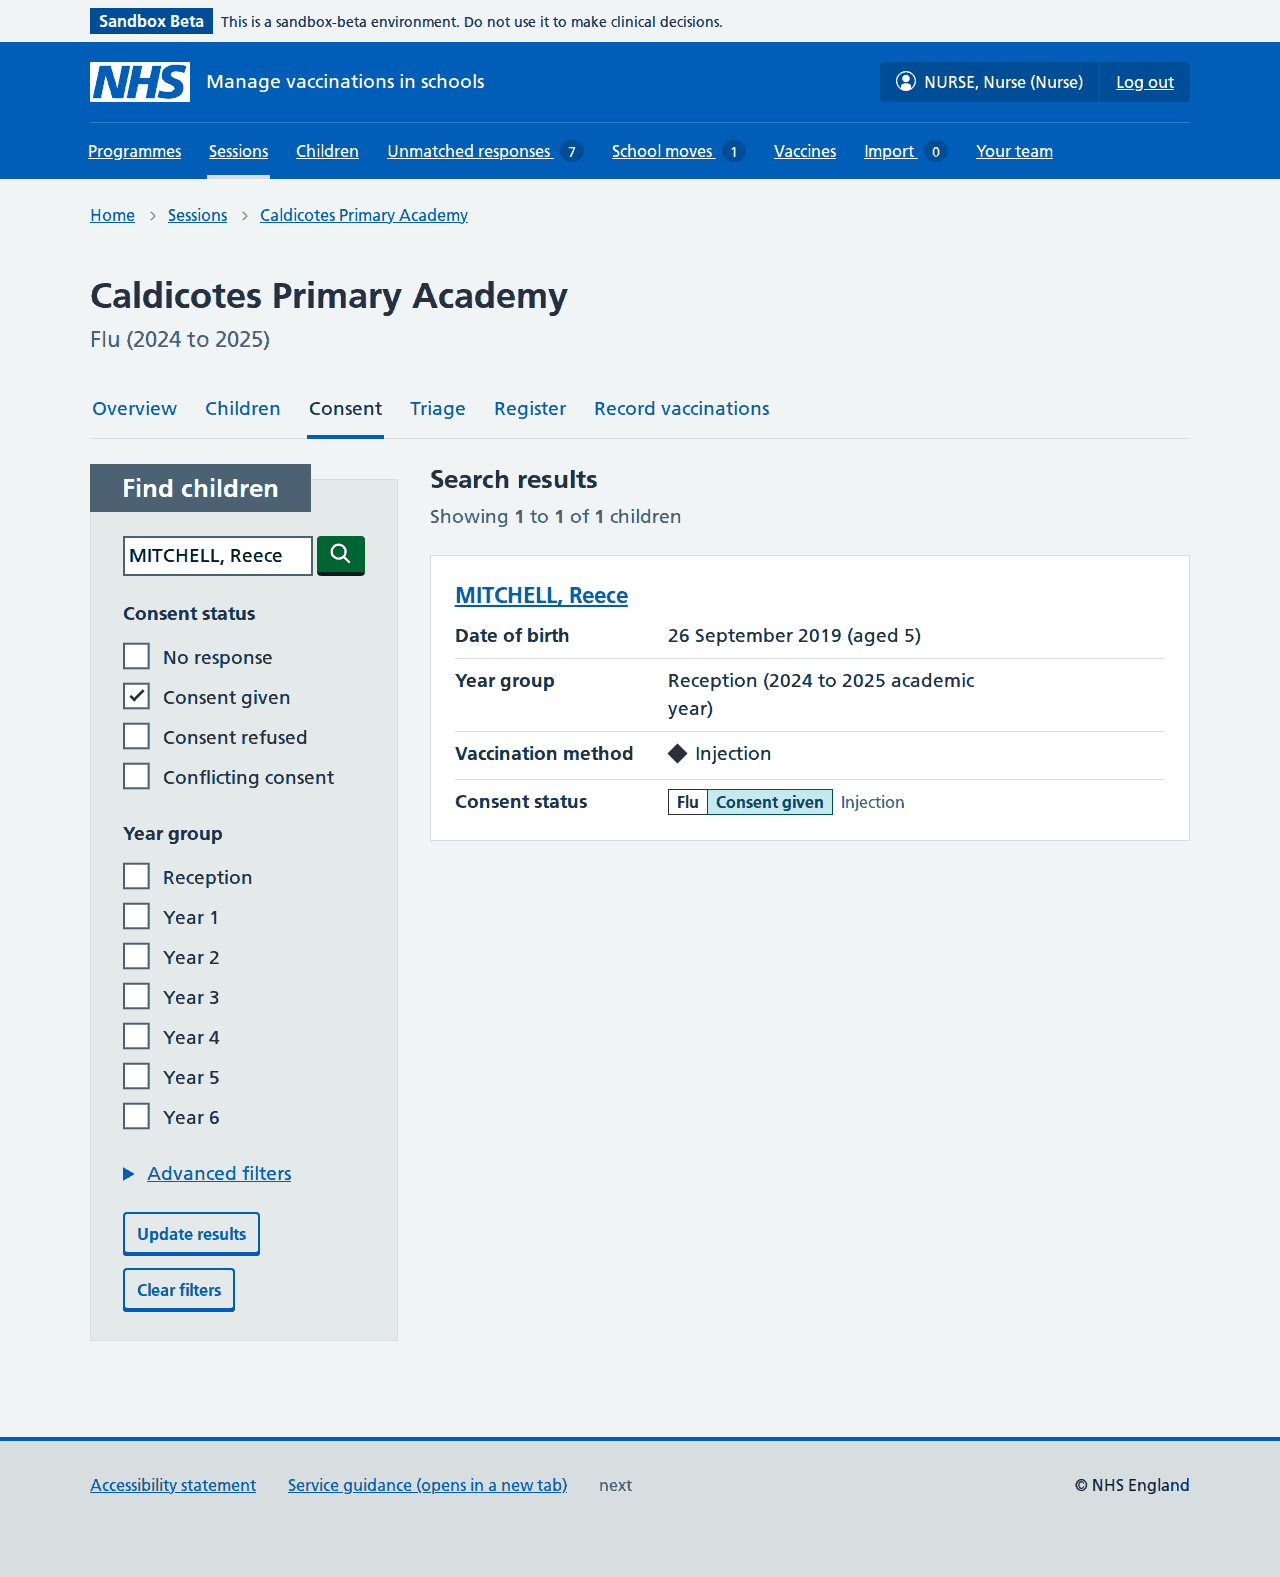 Sandbox Beta This is a sandbox-beta environment. Do not use it to make clinical decisions.
NHS Manage vaccinations in schools NURSE, Nurse (Nurse) Log out
Programmes Sessions Children Unmatched responses 7 School moves 1 Vaccines Import 0 Your team
Home Sessions Caldicotes Primary Academy
Caldicotes Primary Academy
Flu (2024 to 2025)
Overview Children Consent Triage Register Record vaccinations
Find children
MITCHELL, Reece
Consent status
No response
Consent given
Consent refused
Conflicting consent
Year group
Reception
Year 1
Year 2
Year 3
Year 4
Year 5
Year 6
Advanced filters
Update results
Clear filters
Search results
Showing 1 to 1 of 1 children
MITCHELL, Reece
Date of birth 26 September 2019 (aged 5)
Year group Reception (2024 to 2025 academic
year)
Vaccination method Injection
Consent status Flu Consent given Injection
Accessibility statement Service guidance (opens in a new tab) next © NHS England